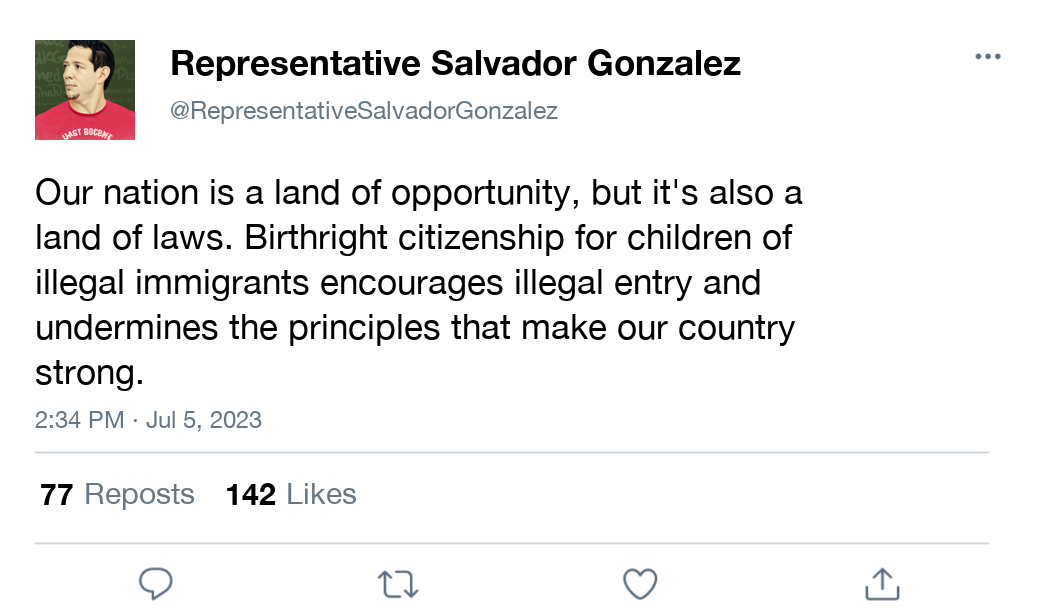 Representative Salvador Gonzalez
@RepresentativeSalvadorGonzalez
Our nation is a land of opportunity, but it's also a
land of laws. Birthright citizenship for children of
illegal immigrants encourages illegal entry and
undermines the principles that make our country
strong.
2:34 PM · Jul 5, 2023
77 Reposts 142 Likes